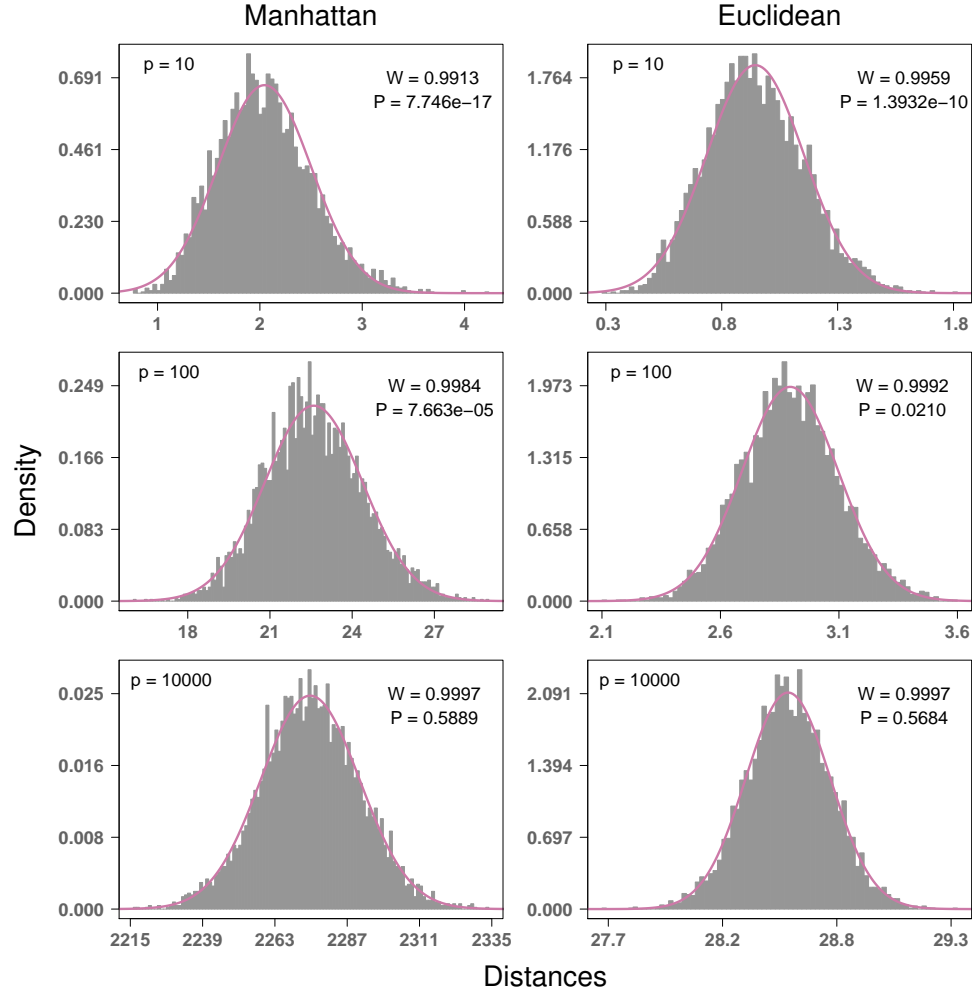 Manhattan
Euclidean
p = 10
W = 0.9913
P = 7.746e−17
0.691
0.461
0.230
0.000
1 2 3 4
p = 10
W = 0.9959
P = 1.3932e−10
1.764
1.176
0.588
0.000
0.3 0.8 1.3 1.8
p = 100
W = 0.9984
P = 7.663e−05
0.249
0.166
0.083
0.000
18 21 24 27
p = 100
W = 0.9992
P = 0.0210
1.973
1.315
0.658
0.000
2.1 2.6 3.1 3.6
p = 10000
W = 0.9997
P = 0.5889
0.025
0.016
0.008
0.000
2215 2239 2263 2287 2311 2335
p = 10000
W = 0.9997
P = 0.5684
2.091
1.394
0.697
0.000
27.7 28.2 28.8 29.3
Density
Distances